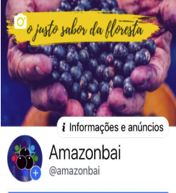 o justo sabor da floresta
i Informações e anúncios
Amazonbai
@amazonbai